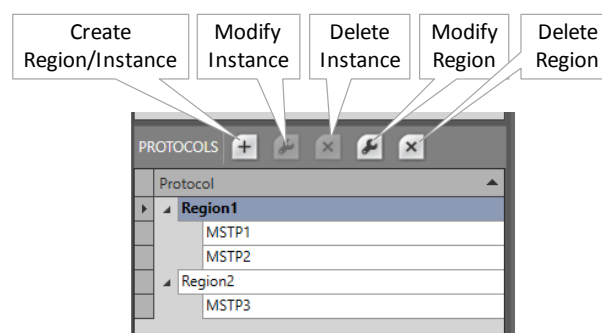 Create
Region/Instance
Modify
Instance
Delete
Instance
Modify
Region
Delete
Region
PROTOCOLS
Protocol
Region1
MSTP1
MSTP2
Region2
MSTP3